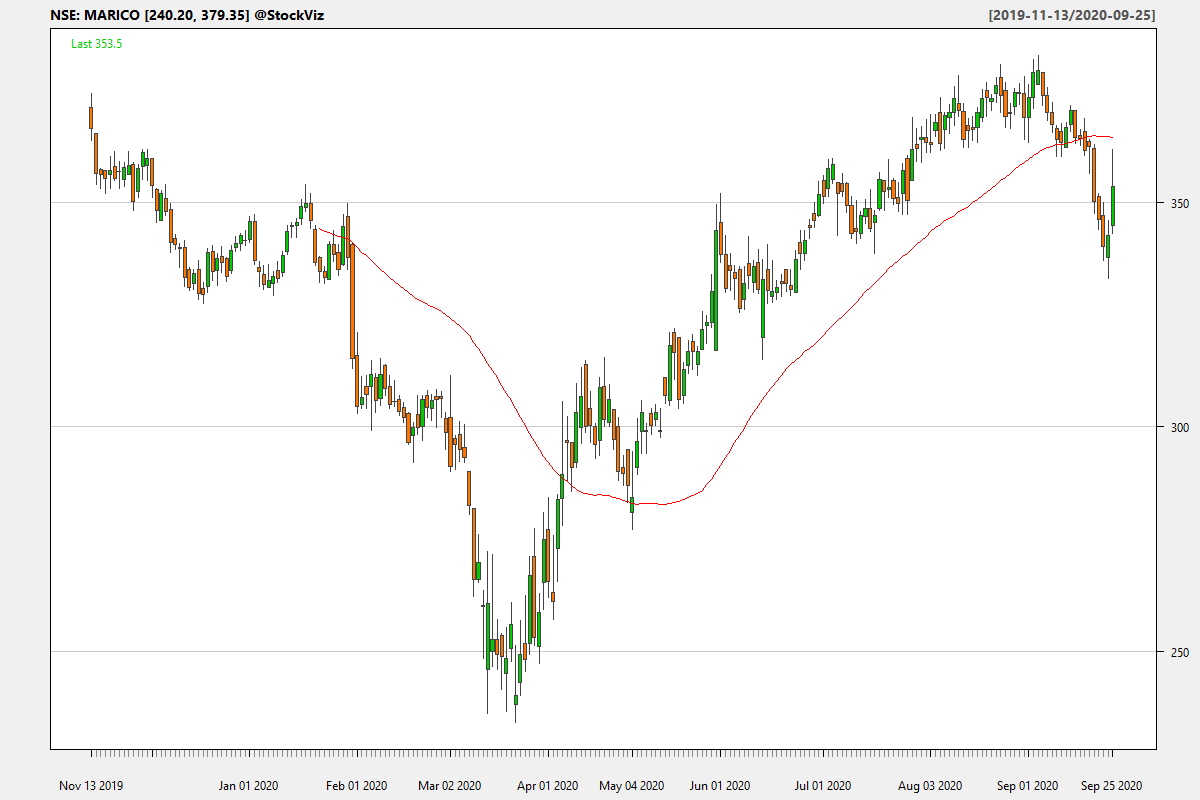 NSE: MARICO [240.20, 379.35] @StockViz
[2019-11-13/2020-09-25]
Last 353.5
350
300
250
Nov 13 2019 Jan 01 2020 Feb 01 2020 Mar 02 2020 Apr 01 2020 May 04 2020 Jun 01 2020 Jul 01 2020 Aug 03 2020 Sep 01 2020 Sep 25 2020